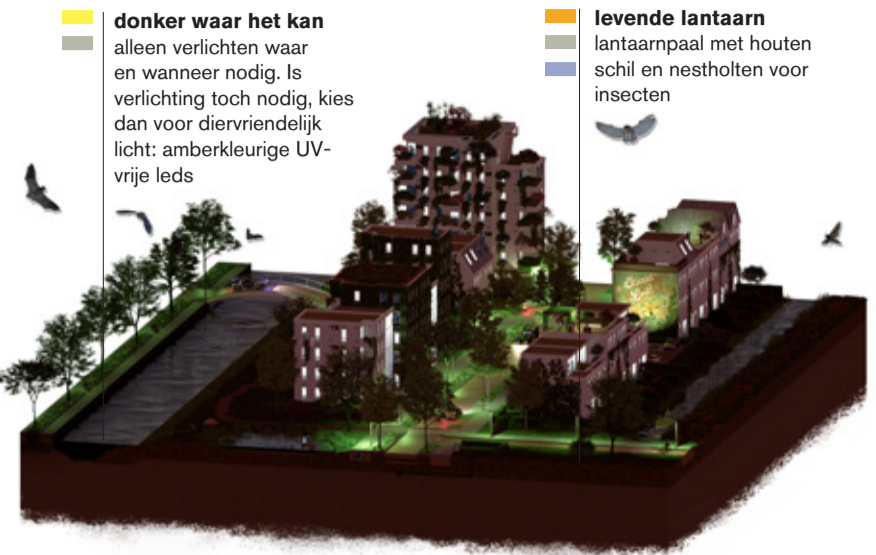 donker waar het kan
alleen verlichten waar
en wanneer nodig. Is
verlichting toch nodig, kies
dan voor diervriendelijk
licht: amberkleurige UV-
vrije leds
levende lantaarn
lantaarnpaal met houten
schil en nestholten voor
insecten